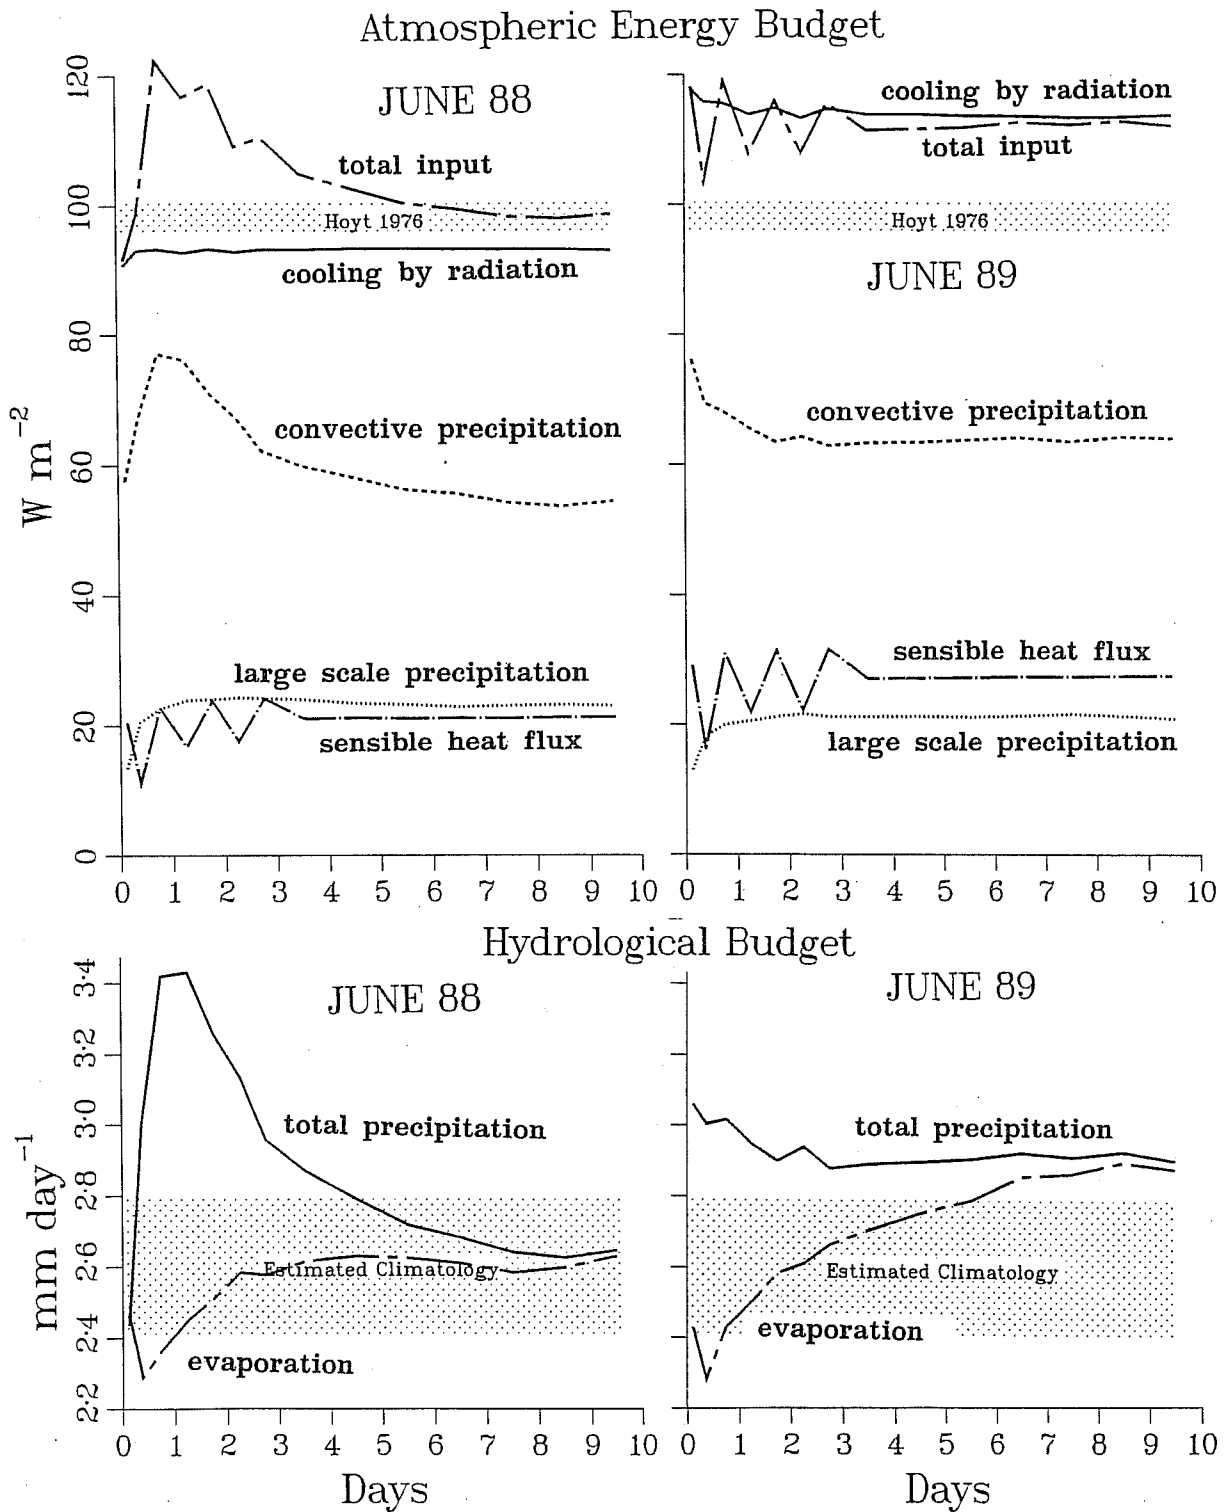 Atmospheric Energy Budget
JUNE 88
total input
Hoyt 1976
cooling by radiation
convective precipitation
large scale precipitation
sensible heat flux
W m⁻²
120
100
80
60
40
20
0
0 1 2 3 4 5 6 7 8 9 10
cooling by radiation
total input
Hoyt 1976
JUNE 89
convective precipitation
sensible heat flux
large scale precipitation
0 1 2 3 4 5 6 7 8 9 10
Hydrological Budget
JUNE 88
total precipitation
Estimated Climatology
evaporation
mm day⁻¹
3·4
3·2
3·0
2·8
2·6
2·4
2·2
0 1 2 3 4 5 6 7 8 9 10
Days
JUNE 89
total precipitation
Estimated Climatology
evaporation
0 1 2 3 4 5 6 7 8 9 10
Days